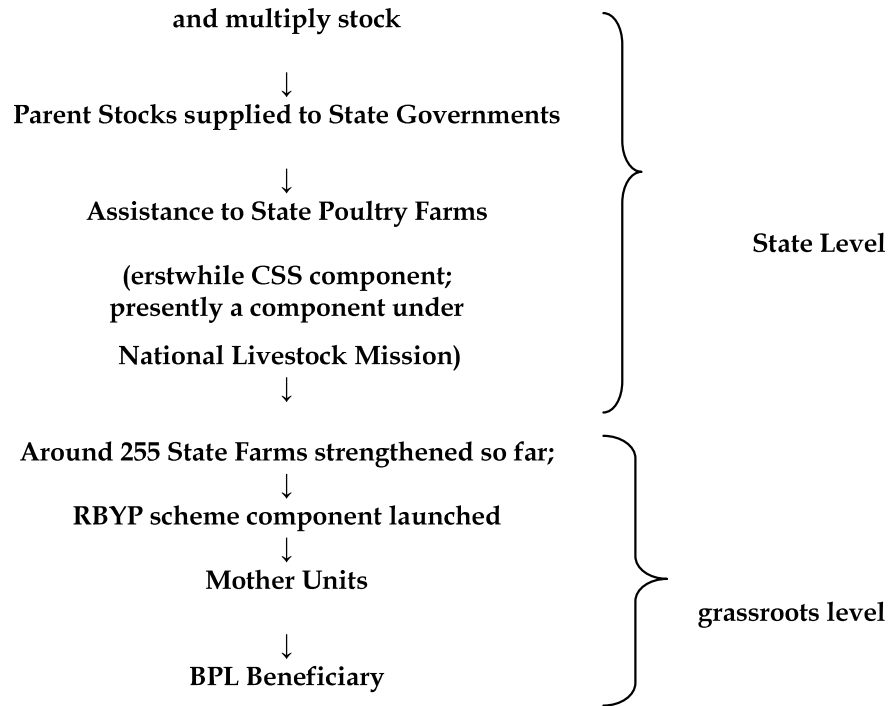 and multiply stock
↓
Parent Stocks supplied to State Governments
↓
Assistance to State Poultry Farms
State Level
(erstwhile CSS component;
presently a component under
National Livestock Mission)
↓
Around 255 State Farms strengthened so far;
↓
RBYP scheme component launched
↓
Mother Units
grassroots level
↓
BPL Beneficiary